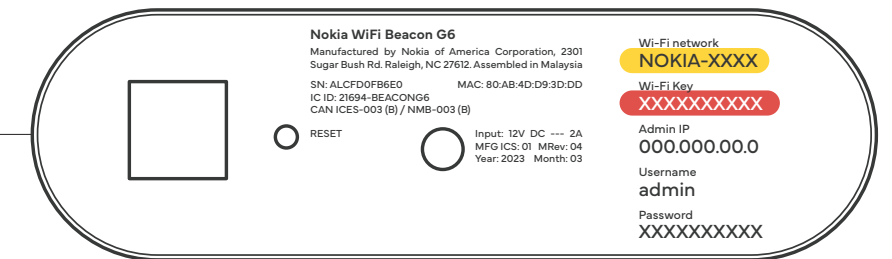 Nokia WiFi Beacon G6
Manufactured by Nokia of America Corporation, 2301
Sugar Bush Rd. Raleigh, NC 27612. Assembled in Malaysia
SN: ALCFD0FB6E0 MAC: 80:AB:4D:D9:3D:DD
IC ID: 21694-BEACONG6
CAN ICES-003 (B) / NMB-003 (B)
RESET
Input: 12V DC --- 2A
MFG ICS: 01 MRev: 04
Year: 2023 Month: 03
Wi-Fi network
NOKIA-XXXX
Wi-Fi Key
XXXXXXXXXX
Admin IP
000.000.00.0
Username
admin
Password
XXXXXXXXXX